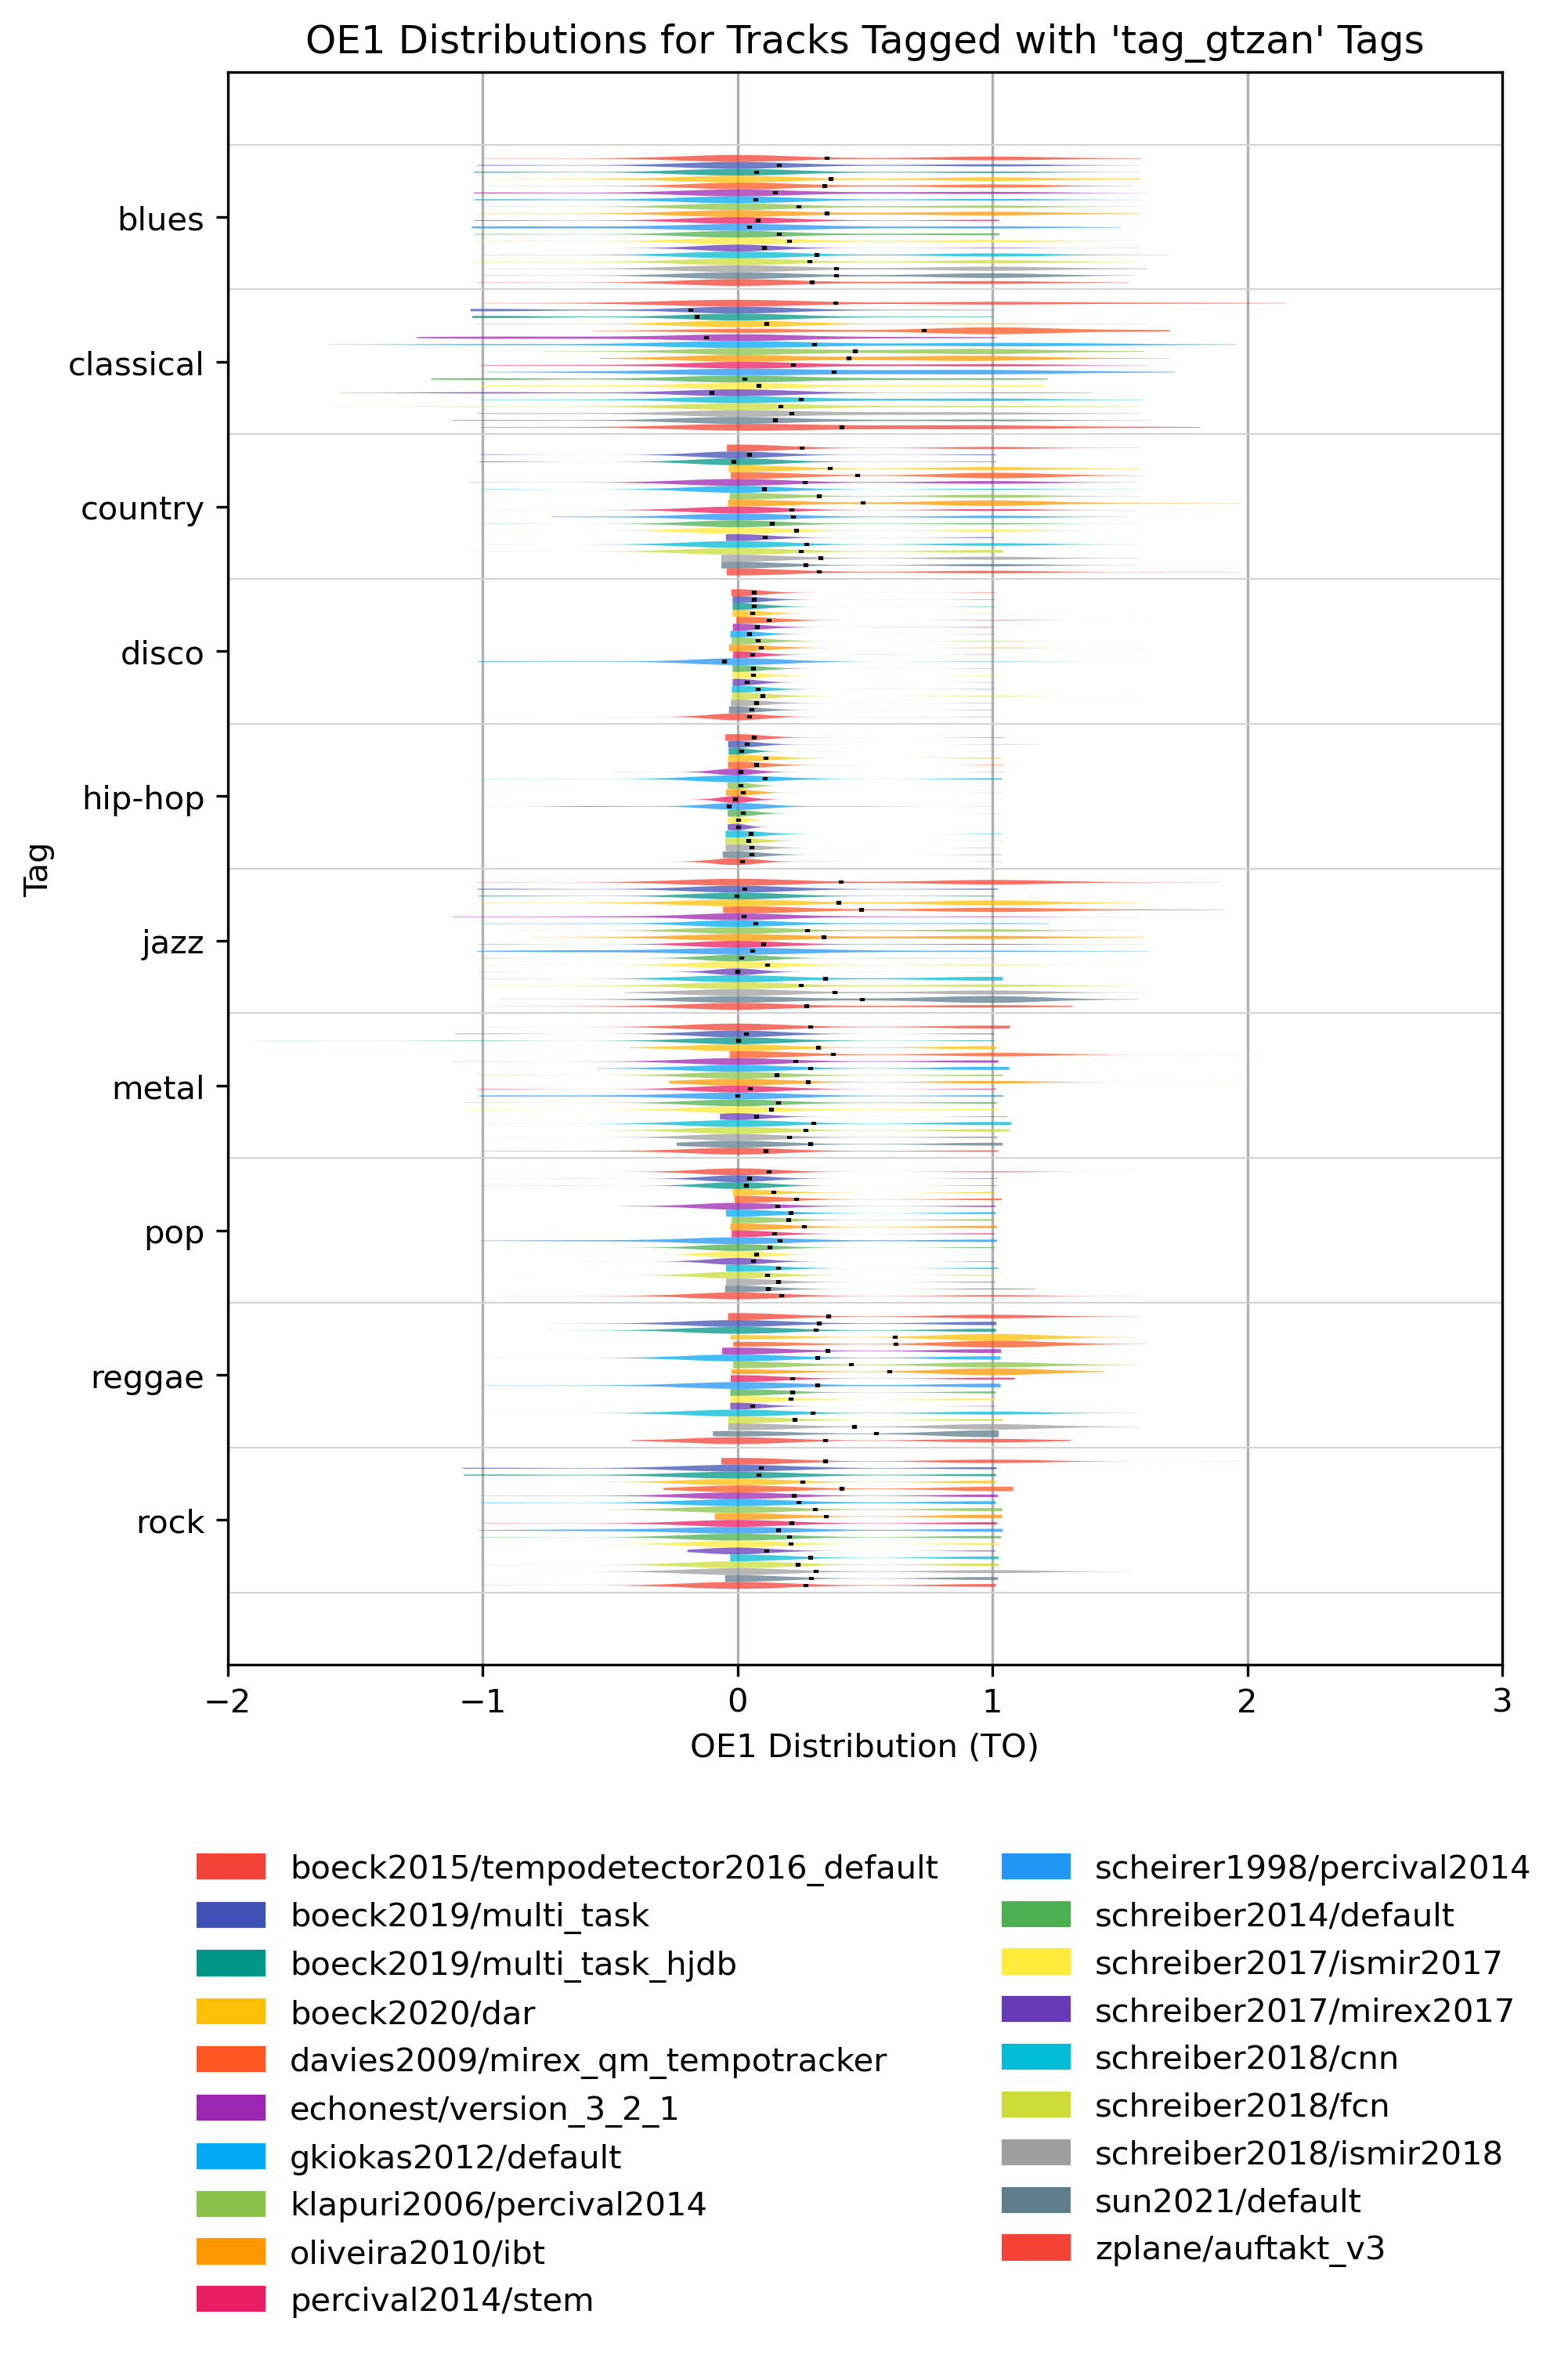 OE1 Distributions for Tracks Tagged with 'tag_gtzan' Tags
Tag
blues
classical
country
disco
hip-hop
jazz
metal
pop
reggae
rock
−2 −1 0 1 2 3
OE1 Distribution (TO)
boeck2015/tempodetector2016_default
boeck2019/multi_task
boeck2019/multi_task_hjdb
boeck2020/dar
davies2009/mirex_qm_tempotracker
echonest/version_3_2_1
gkiokas2012/default
klapuri2006/percival2014
oliveira2010/ibt
percival2014/stem
scheirer1998/percival2014
schreiber2014/default
schreiber2017/ismir2017
schreiber2017/mirex2017
schreiber2018/cnn
schreiber2018/fcn
schreiber2018/ismir2018
sun2021/default
zplane/auftakt_v3